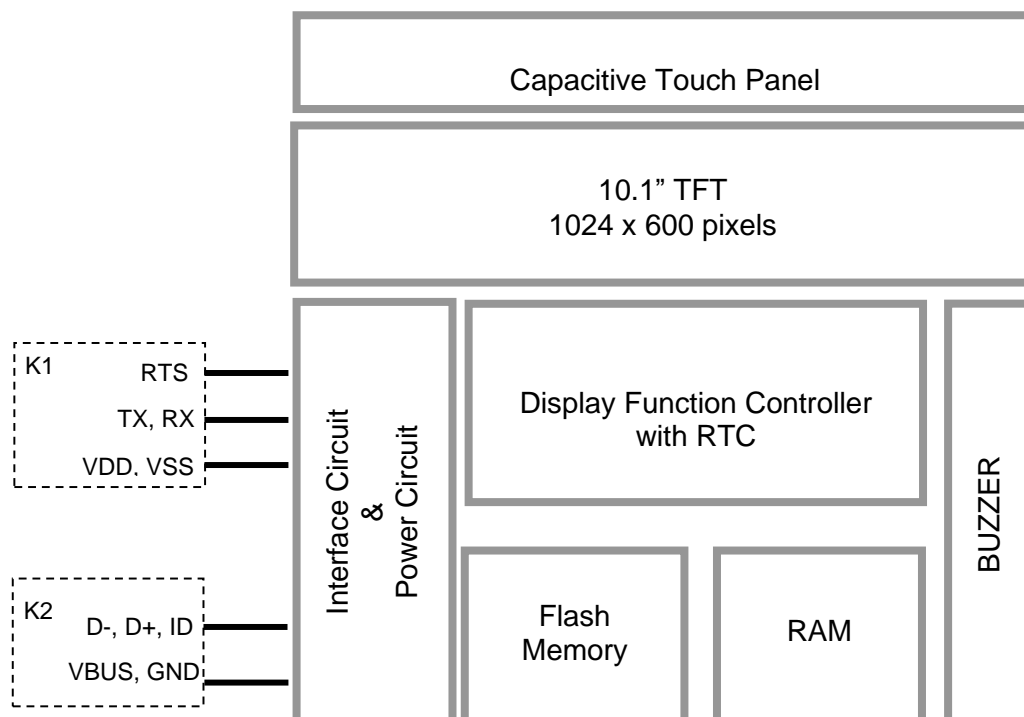 Capacitive Touch Panel
10.1” TFT
1024 x 600 pixels
K1
RTS
TX, RX
VDD, VSS
Interface Circuit
&
Power Circuit
Display Function Controller
with RTC
BUZZER
K2
D-, D+, ID
VBUS, GND
Flash
Memory
RAM